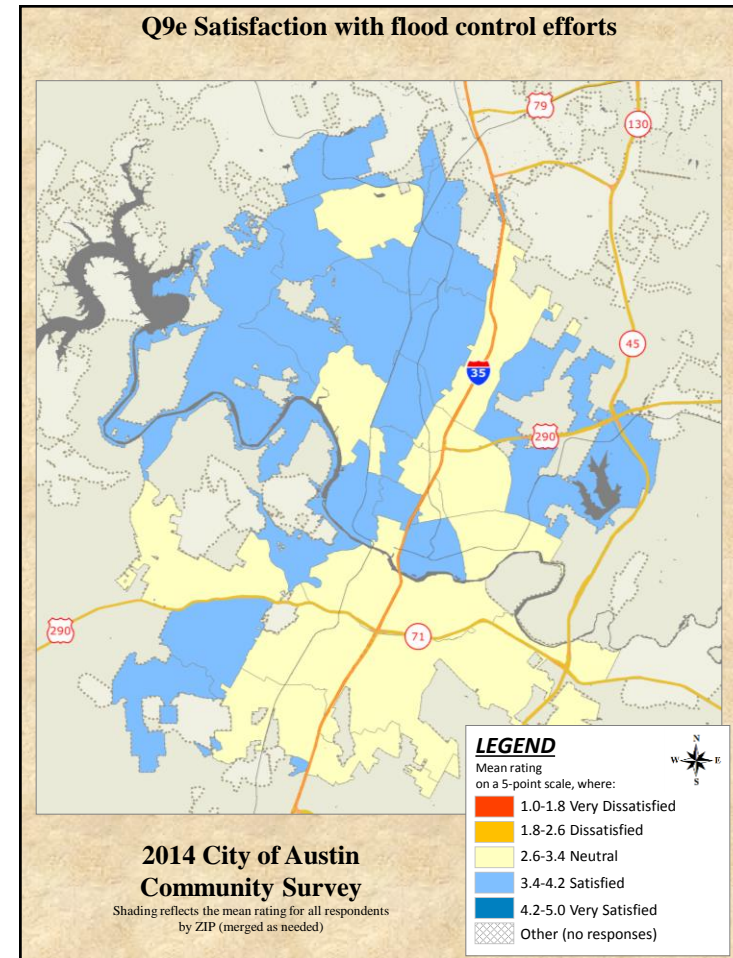 Q9e Satisfaction with flood control efforts
79
130
45
35
290
290
71
LEGEND
Mean rating
on a 5-point scale, where:
N
W E
S
1.0-1.8 Very Dissatisfied
1.8-2.6 Dissatisfied
2.6-3.4 Neutral
3.4-4.2 Satisfied
4.2-5.0 Very Satisfied
Other (no responses)
2014 City of Austin
Community Survey
Shading reflects the mean rating for all respondents
by ZIP (merged as needed)